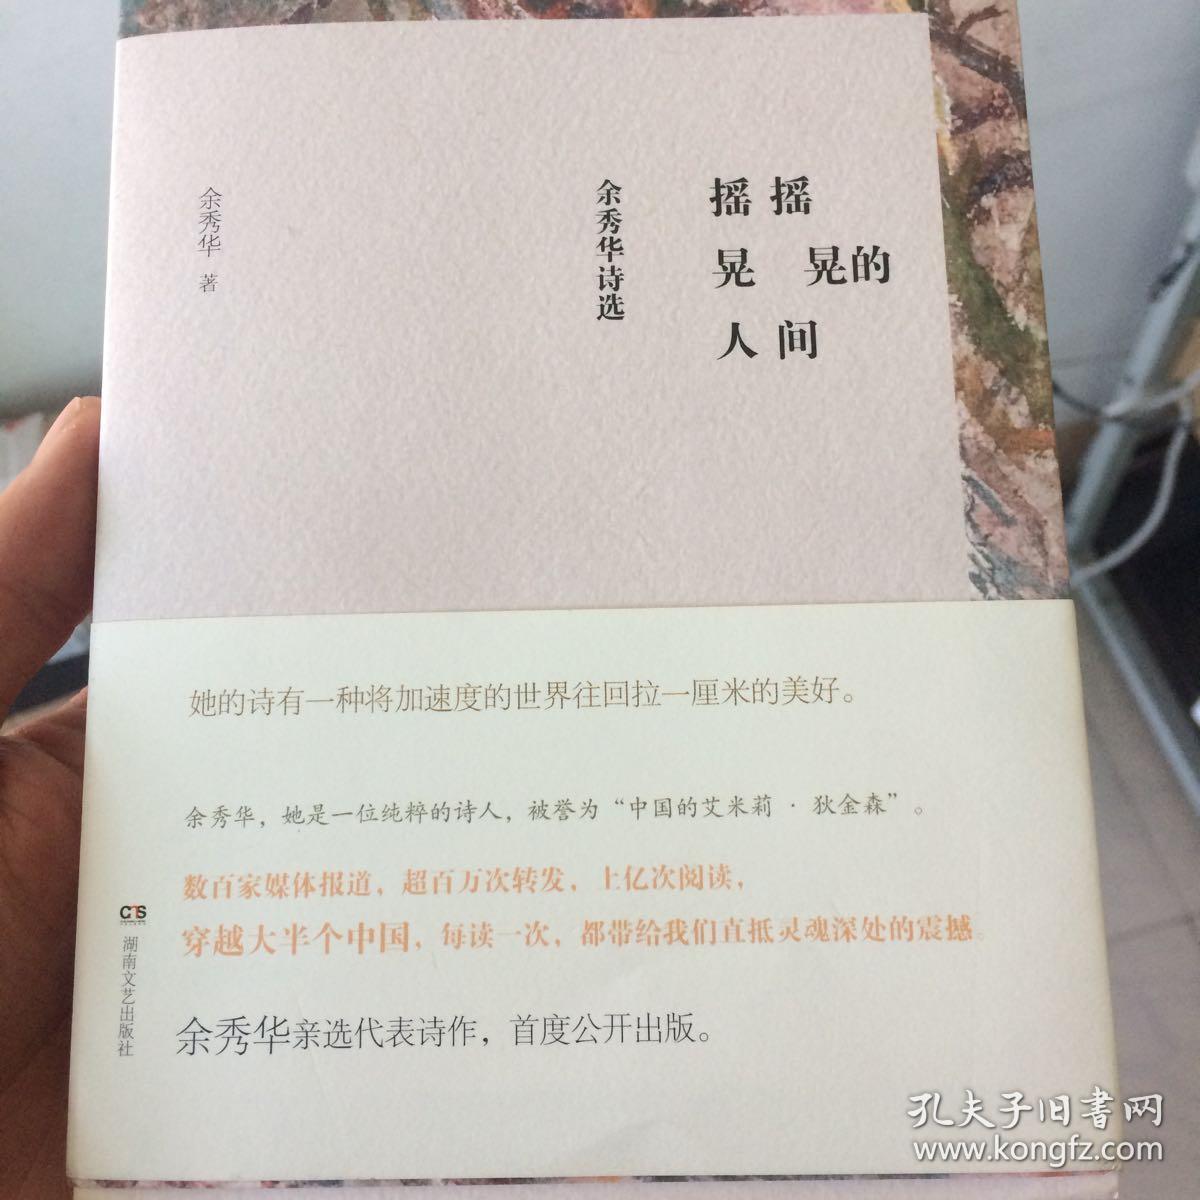 摇摇
晃晃的
人间
余秀华诗选
余秀华 著
她的诗有一种将加速度的世界往回拉一厘米的美好。
余秀华，她是一位纯粹的诗人，被誉为“中国的艾米莉·狄金森”。
数百家媒体报道，超百万次转发，上亿次阅读，
穿越大半个中国，每读一次，都带给我们直抵灵魂深处的震撼。
余秀华亲选代表诗作，首度公开出版。
湖南文艺出版社
孔夫子旧书网
www.kongfz.com